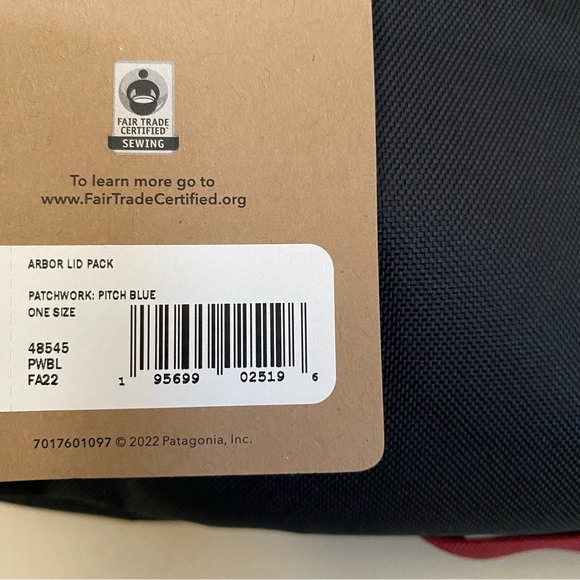 FAIR TRADE
CERTIFIED™
SEWING
To learn more go to
www.FairTradeCertified.org
ARBOR LID PACK
PATCHWORK: PITCH BLUE
ONE SIZE
48545
PWBL
FA22
1 95699 02519 6
7017601097 © 2022 Patagonia, Inc.